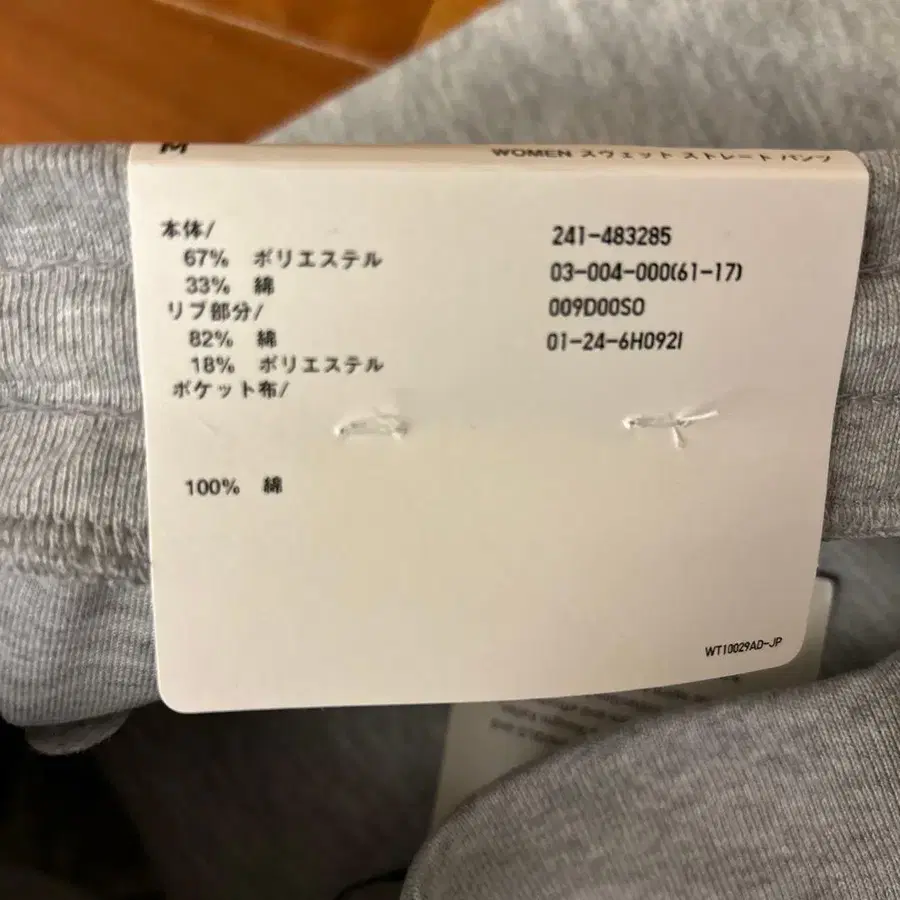 M
WOMEN スウェット ストレート パンツ
本体/
67% ポリエステル
33% 綿
リブ部分/
82% 綿
18% ポリエステル
ポケット布/
100% 綿
241-483285
03-004-000(61-17)
009D00S0
01-24-6H092I
WT10029AD-JP